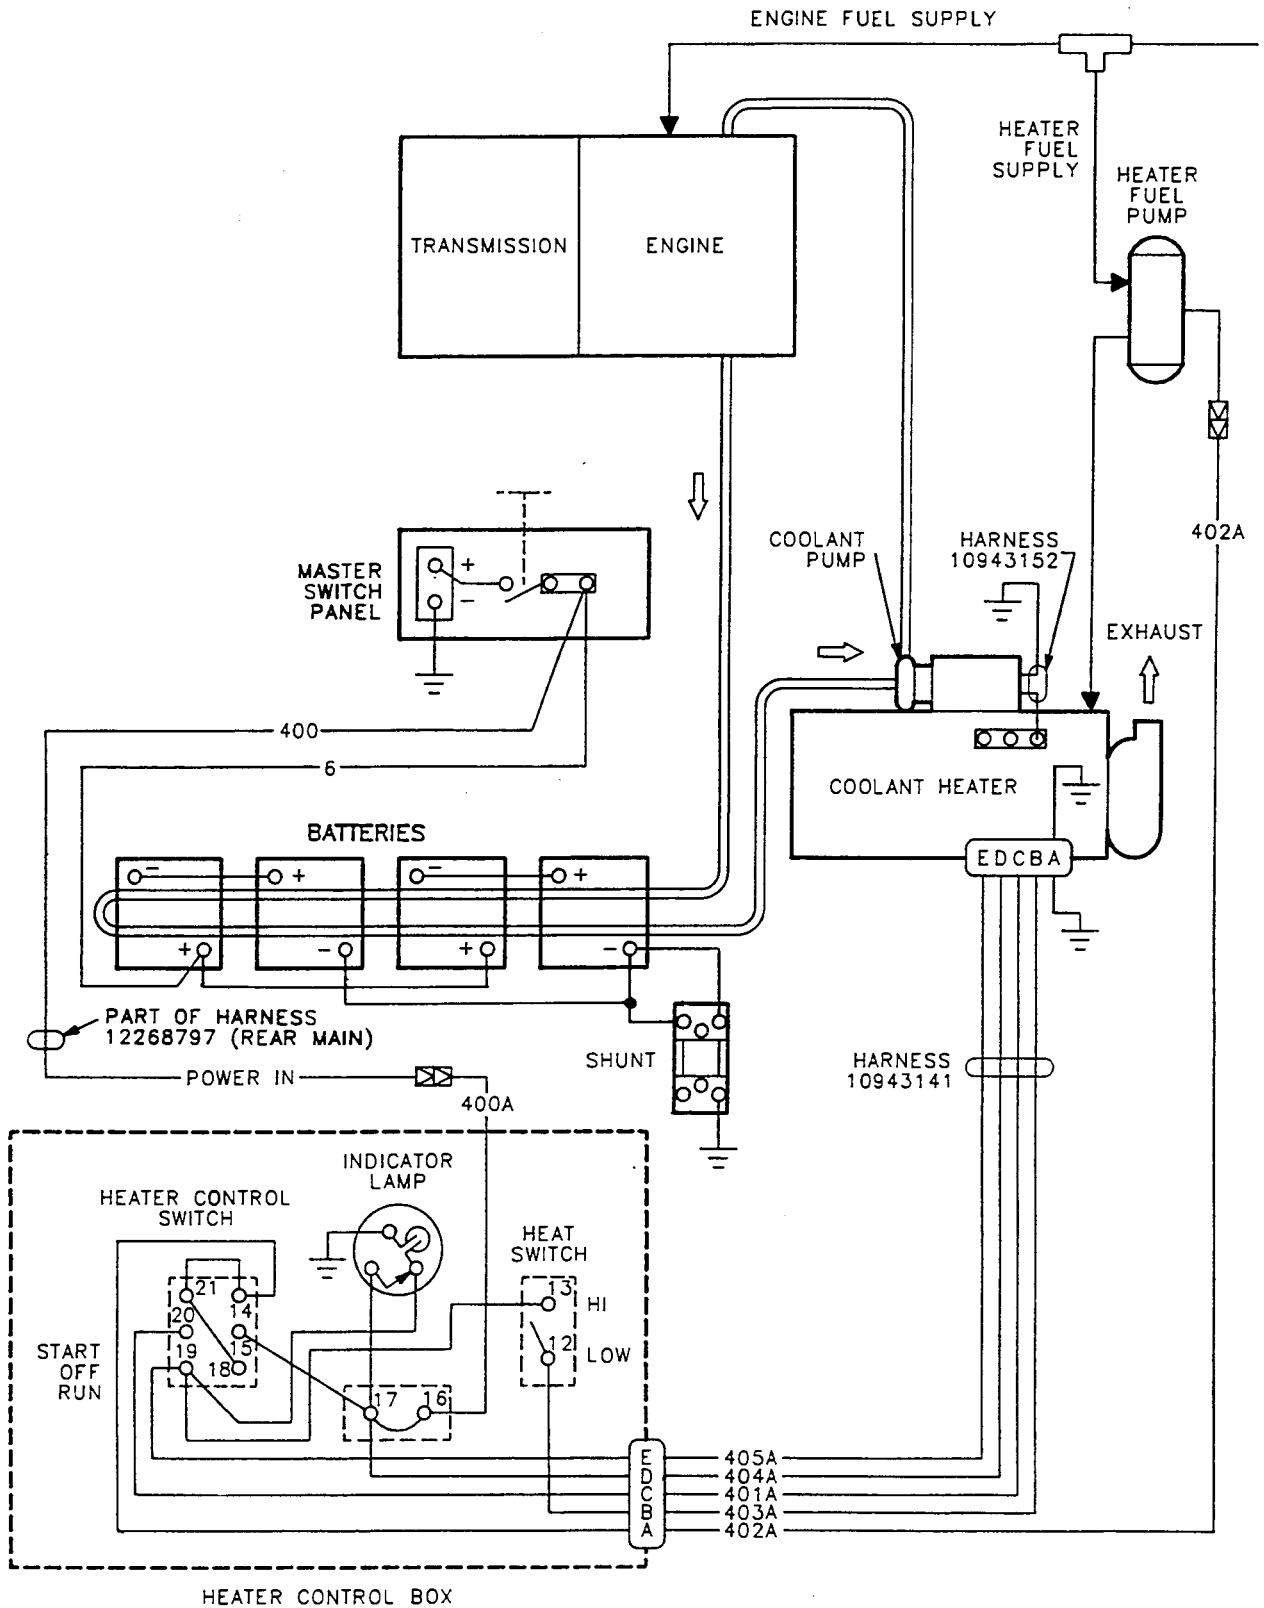 ENGINE FUEL SUPPLY
HEATER
FUEL
SUPPLY
HEATER
FUEL
PUMP
TRANSMISSION
ENGINE
402A
COOLANT
PUMP
HARNESS
10943152
MASTER
SWITCH
PANEL
+
−
EXHAUST
400
6
COOLANT HEATER
BATTERIES
− + − +
+ − + −
E D C B A
PART OF HARNESS
12268797 (REAR MAIN)
SHUNT
HARNESS
10943141
POWER IN
400A
INDICATOR
LAMP
HEATER CONTROL
SWITCH
HEAT
SWITCH
21
14
20
15
19
18
START
OFF
RUN
13
HI
12
LOW
17
16
E 405A
D 404A
C 401A
B 403A
A 402A
HEATER CONTROL BOX